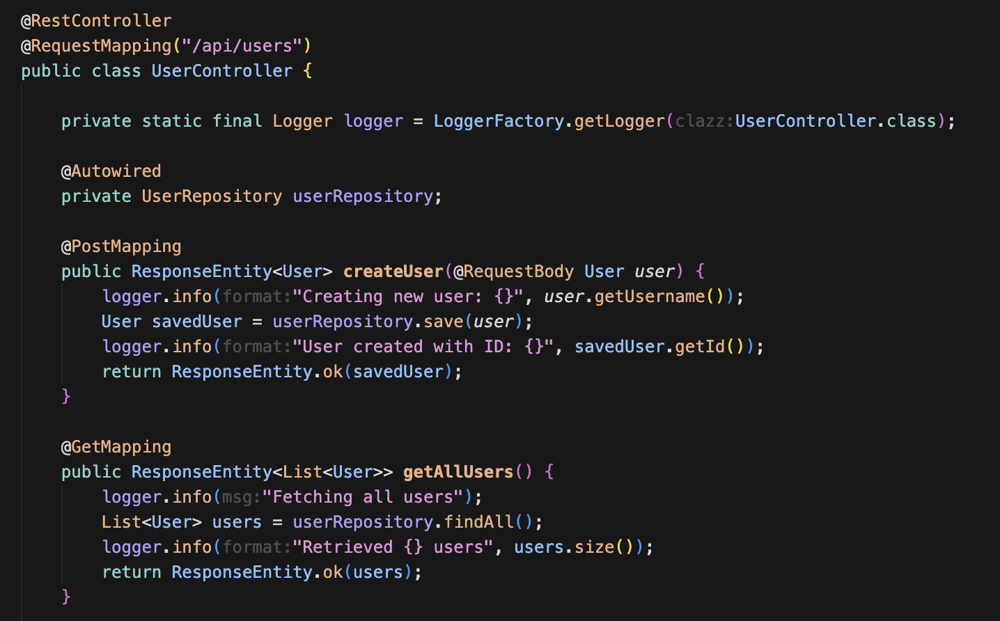 @RestController
@RequestMapping("/api/users")
public class UserController {
private static final Logger logger = LoggerFactory.getLogger(clazz:UserController.class);
@Autowired
private UserRepository userRepository;
@PostMapping
public ResponseEntity<User> createUser(@RequestBody User user) {
logger.info(format:"Creating new user: {}", user.getUsername());
User savedUser = userRepository.save(user);
logger.info(format:"User created with ID: {}", savedUser.getId());
return ResponseEntity.ok(savedUser);
}
@GetMapping
public ResponseEntity<List<User>> getAllUsers() {
logger.info(msg:"Fetching all users");
List<User> users = userRepository.findAll();
logger.info(format:"Retrieved {} users", users.size());
return ResponseEntity.ok(users);
}